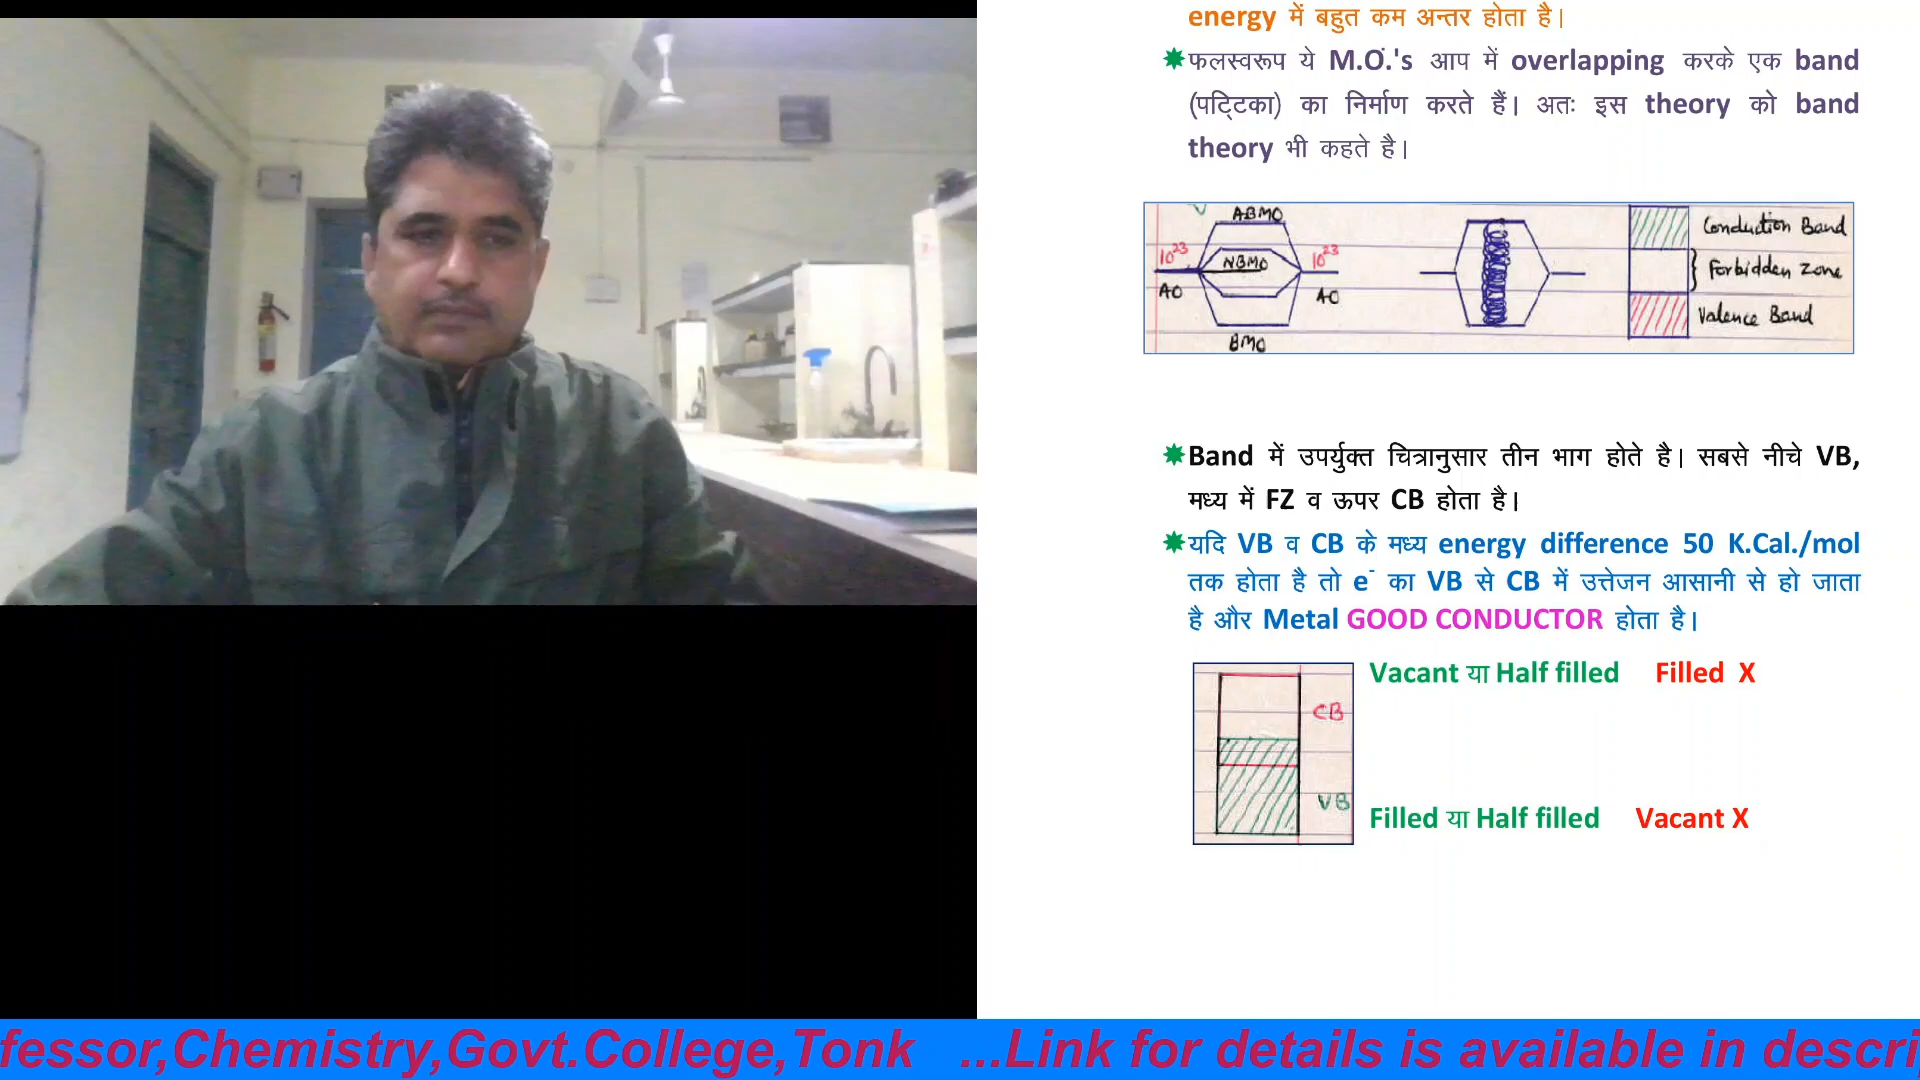 energy में बहुत कम अन्तर होता है।
फलस्वरूप ये M.O.'s आप में overlapping करके एक band
(पट्टिका) का निर्माण करते हैं। अतः इस theory को band
theory भी कहते है।
ABMO
10²³ NBMO 10²³
AO AO
BMO
Conduction Band
Forbidden Zone
Valence Band
Band में उपर्युक्त चित्रानुसार तीन भाग होते है। सबसे नीचे VB,
मध्य में FZ व ऊपर CB होता है।
यदि VB व CB के मध्य energy difference 50 K.Cal./mol
तक होता है तो e⁻ का VB से CB में उत्तेजन आसानी से हो जाता
है और Metal GOOD CONDUCTOR होता है।
Vacant या Half filled Filled X
CB
VB
Filled या Half filled Vacant X
fessor,Chemistry,Govt.College,Tonk ...Link for details is available in descri